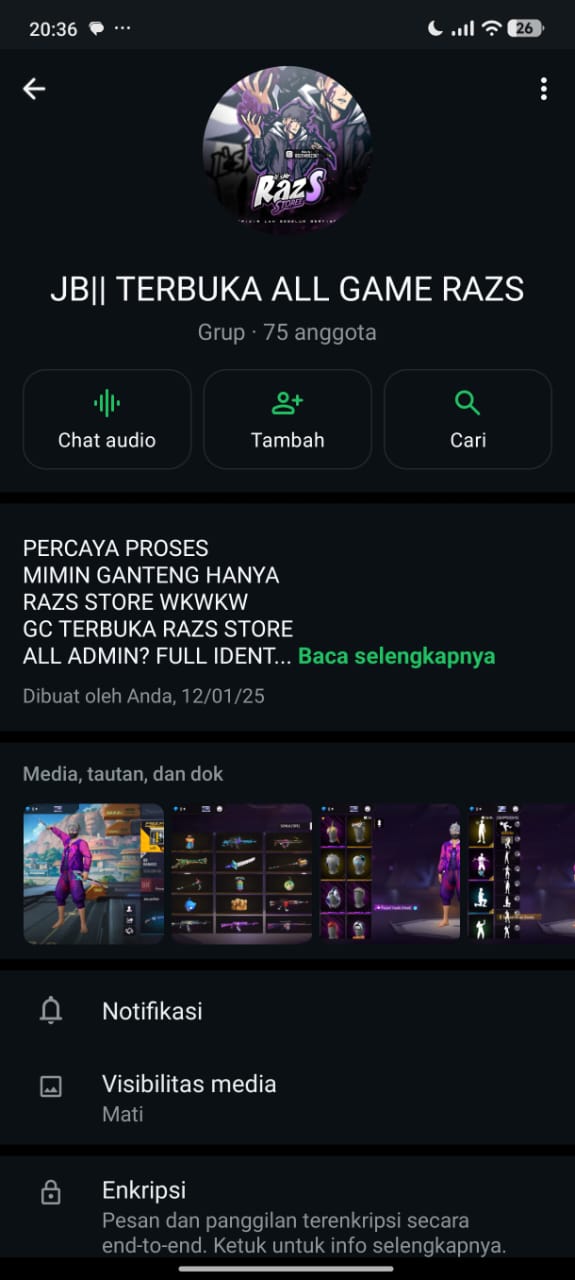 20:36
26
RAZS
STORE
JB|| TERBUKA ALL GAME RAZS
Grup · 75 anggota
Chat audio
Tambah
Cari
PERCAYA PROSES
MIMIN GANTENG HANYA
RAZS STORE WKWKW
GC TERBUKA RAZS STORE
ALL ADMIN? FULL IDENT... Baca selengkapnya
Dibuat oleh Anda, 12/01/25
Media, tautan, dan dok
Notifikasi
Visibilitas media
Mati
Enkripsi
Pesan dan panggilan terenkripsi secara
end-to-end. Ketuk untuk info selengkapnya.